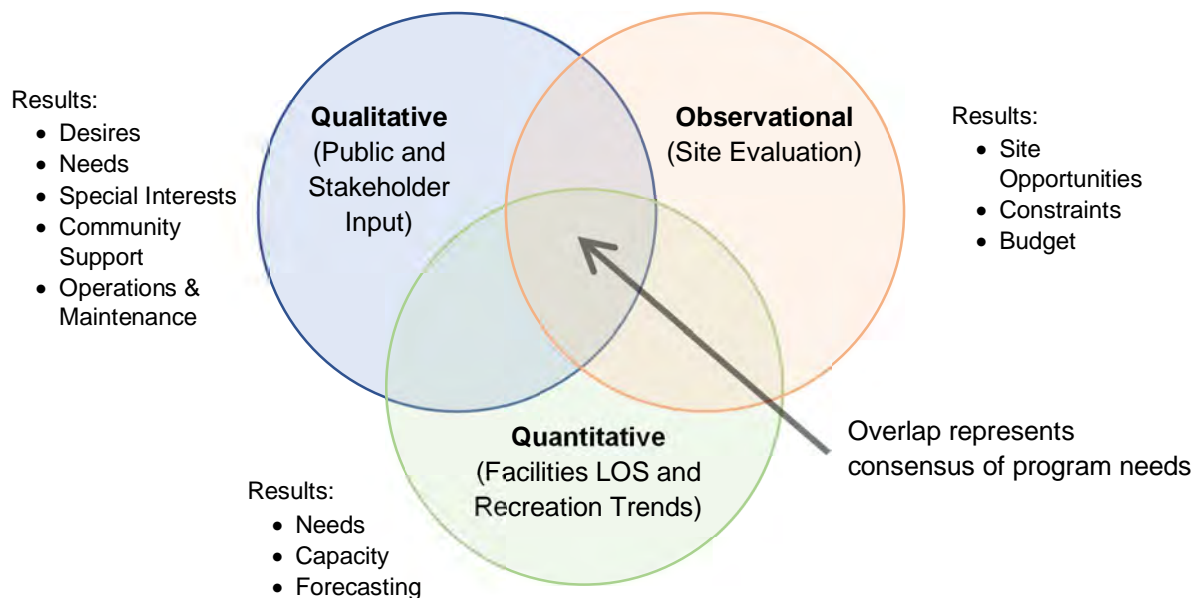 Results:
• Desires
• Needs
• Special Interests
• Community
Support
• Operations &
Maintenance
Qualitative
(Public and
Stakeholder
Input)
Observational
(Site Evaluation)
Results:
• Site
Opportunities
• Constraints
• Budget
Quantitative
(Facilities LOS and
Recreation Trends)
Overlap represents
consensus of program needs
Results:
• Needs
• Capacity
• Forecasting